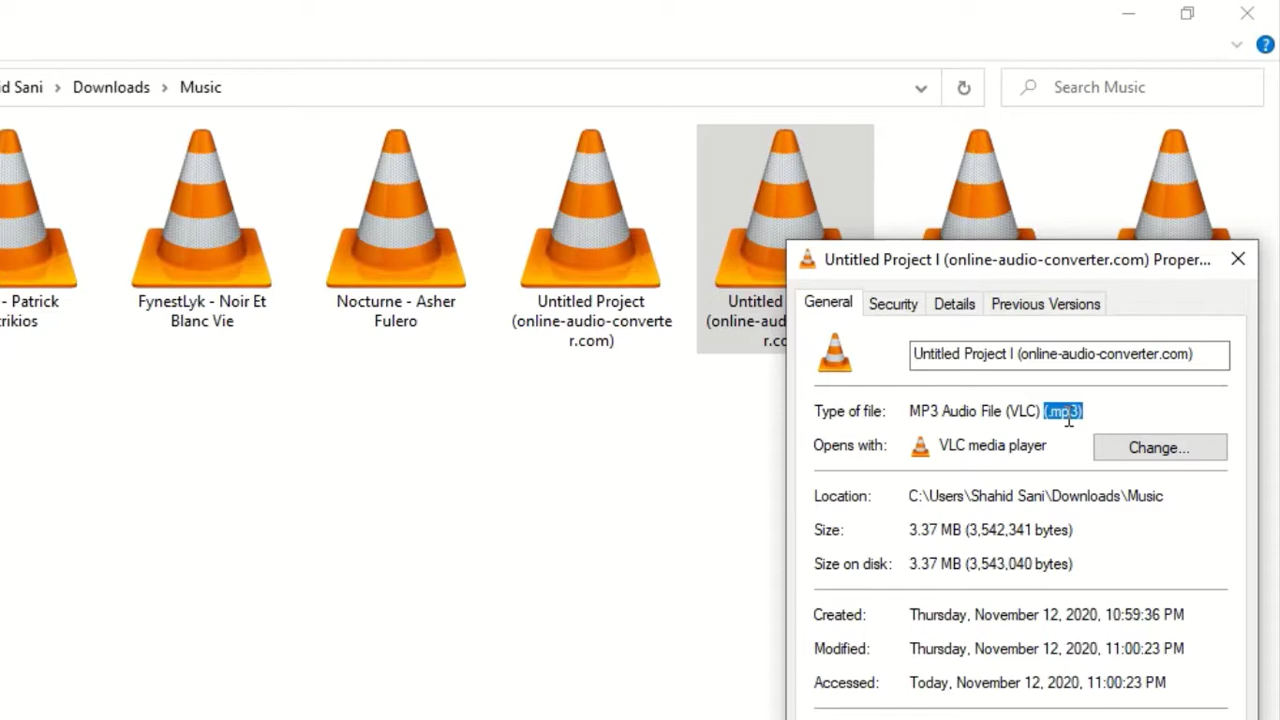 id Sani > Downloads > Music
Search Music
- Patrick
trikios
FynestLyk - Noir Et
Blanc Vie
Nocturne - Asher
Fulero
Untitled Project
(online-audio-converte
r.com)
Untitled
(online-aud
r.co
Untitled Project I (online-audio-converter.com) Proper...
General
Security
Details
Previous Versions
Untitled Project I (online-audio-converter.com)
Type of file: MP3 Audio File (VLC) (.mp3)
Opens with: VLC media player
Change...
Location: C:\Users\Shahid Sani\Downloads\Music
Size: 3.37 MB (3,542,341 bytes)
Size on disk: 3.37 MB (3,543,040 bytes)
Created: Thursday, November 12, 2020, 10:59:36 PM
Modified: Thursday, November 12, 2020, 11:00:23 PM
Accessed: Today, November 12, 2020, 11:00:23 PM